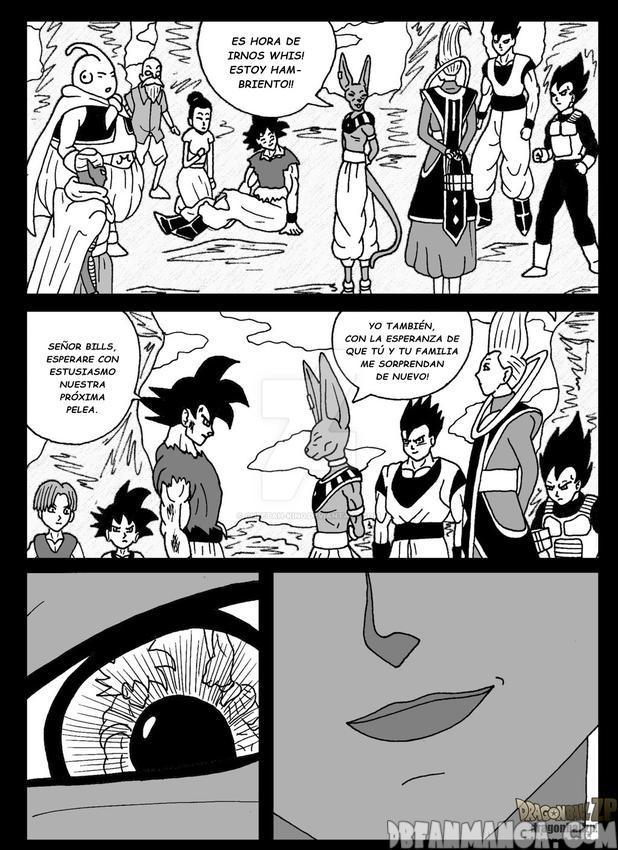 ES HORA DE
IRNOS WHIS!
ESTOY HAM-
BRIENTO!!
SEÑOR BILLS,
ESPERARE CON
ESTUSIASMO
NUESTRA
PRÓXIMA
PELEA.
YO TAMBIÉN,
CON LA ESPERANZA DE
QUE TÚ Y TU FAMILIA
ME SORPRENDAN
DE NUEVO!
DRAGONBALL ZP
DBFANMANGA.COM